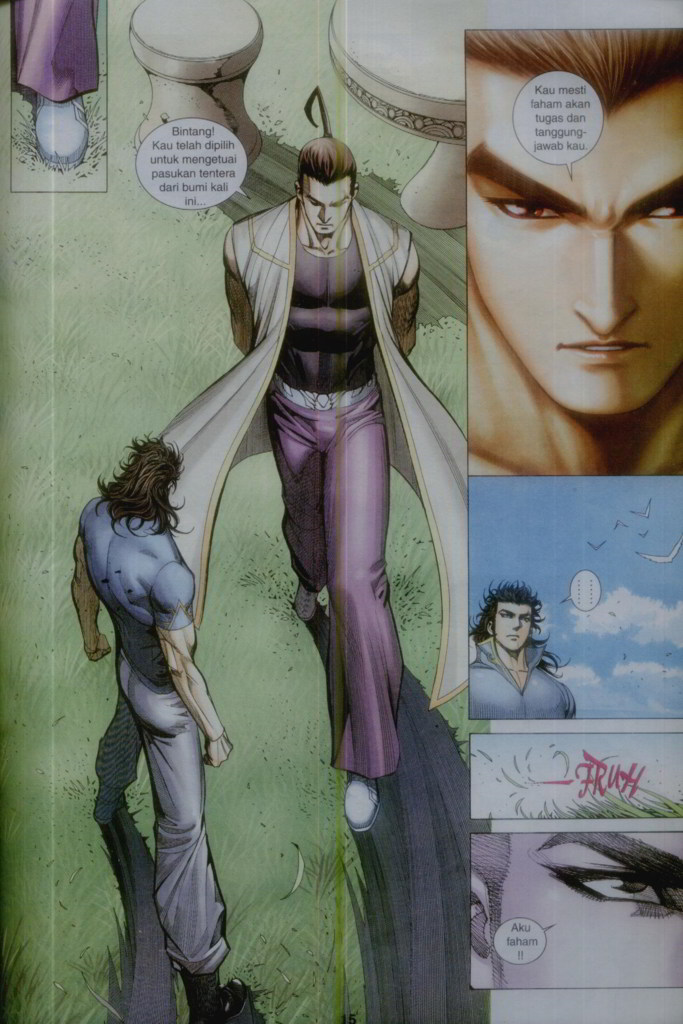 Bintang!
Kau telah dipilih
untuk mengetuai
pasukan tentera
dari bumi kali
ini...
Kau mesti
faham akan
tugas dan
tanggung-
jawab kau.
FRUH
Aku
faham
!!
15